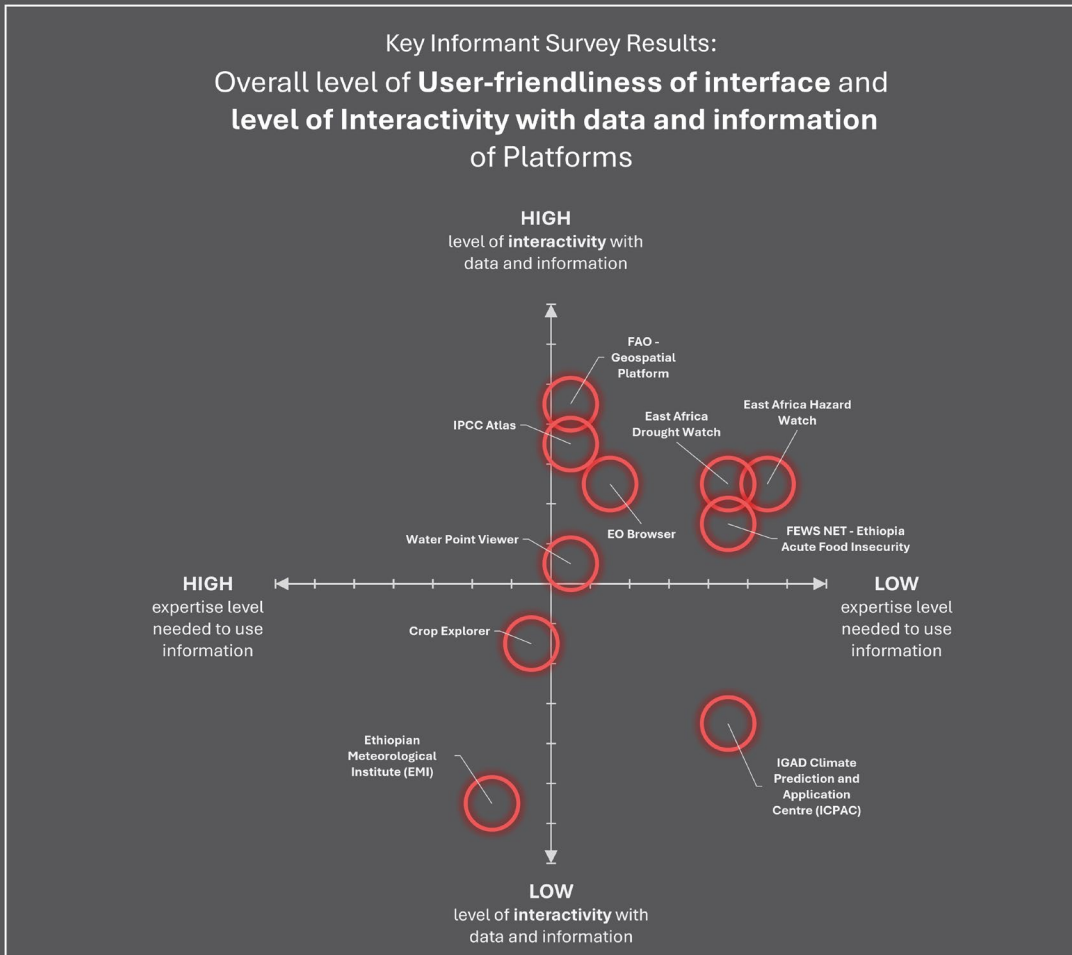 Key Informant Survey Results:
Overall level of User-friendliness of interface and
level of Interactivity with data and information
of Platforms
HIGH
level of interactivity with
data and information
FAO -
Geospatial
Platform
IPCC Atlas
East Africa
Drought Watch
East Africa Hazard
Watch
EO Browser
FEWS NET - Ethiopia
Acute Food Insecurity
Water Point Viewer
HIGH
expertise level
needed to use
information
LOW
expertise level
needed to use
information
Crop Explorer
Ethiopian
Meteorological
Institute (EMI)
IGAD Climate
Prediction and
Application
Centre (ICPAC)
LOW
level of interactivity with
data and information